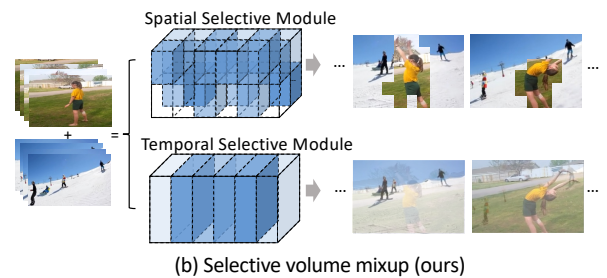 Spatial Selective Module
...
+
=
Temporal Selective Module
...
...
...
(b) Selective volume mixup (ours)